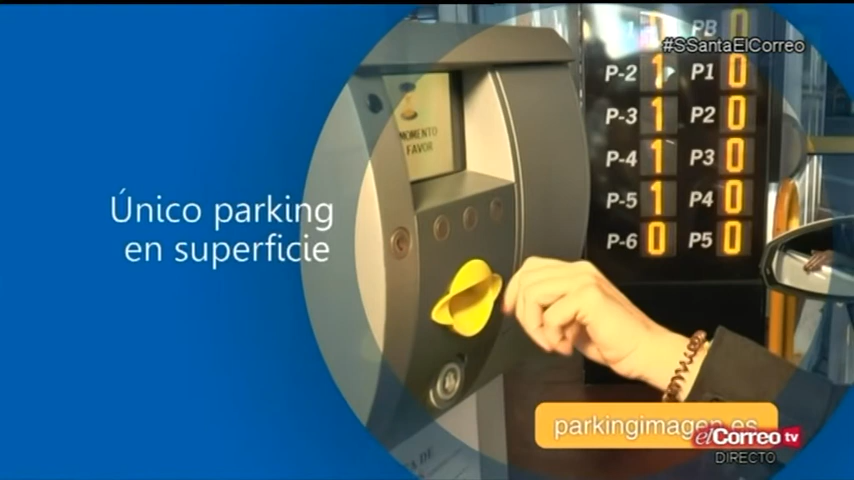 Único parking
en superficie
MOMENTO
FAVOR
PB 0
#SSantaElCorreo
P-2 1 P1 0
P-3 1 P2 0
P-4 1 P3 0
P-5 1 P4 0
P-6 0 P5 0
parkingimagen.es
elCorreo tv
DIRECTO